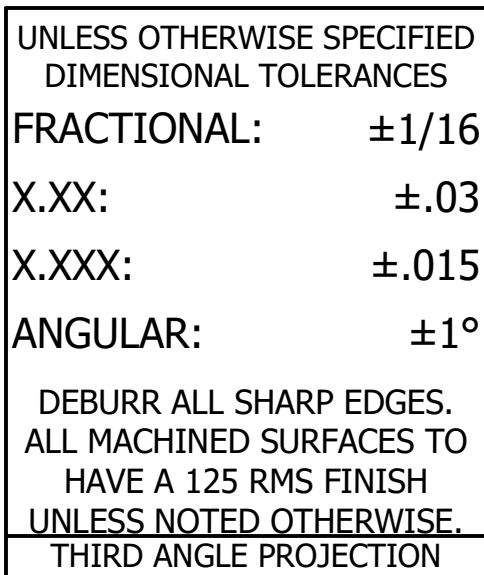 UNLESS OTHERWISE SPECIFIED
DIMENSIONAL TOLERANCES
FRACTIONAL: ±1/16
X.XX: ±.03
X.XXX: ±.015
ANGULAR: ±1°
DEBURR ALL SHARP EDGES.
ALL MACHINED SURFACES TO
HAVE A 125 RMS FINISH
UNLESS NOTED OTHERWISE.
THIRD ANGLE PROJECTION